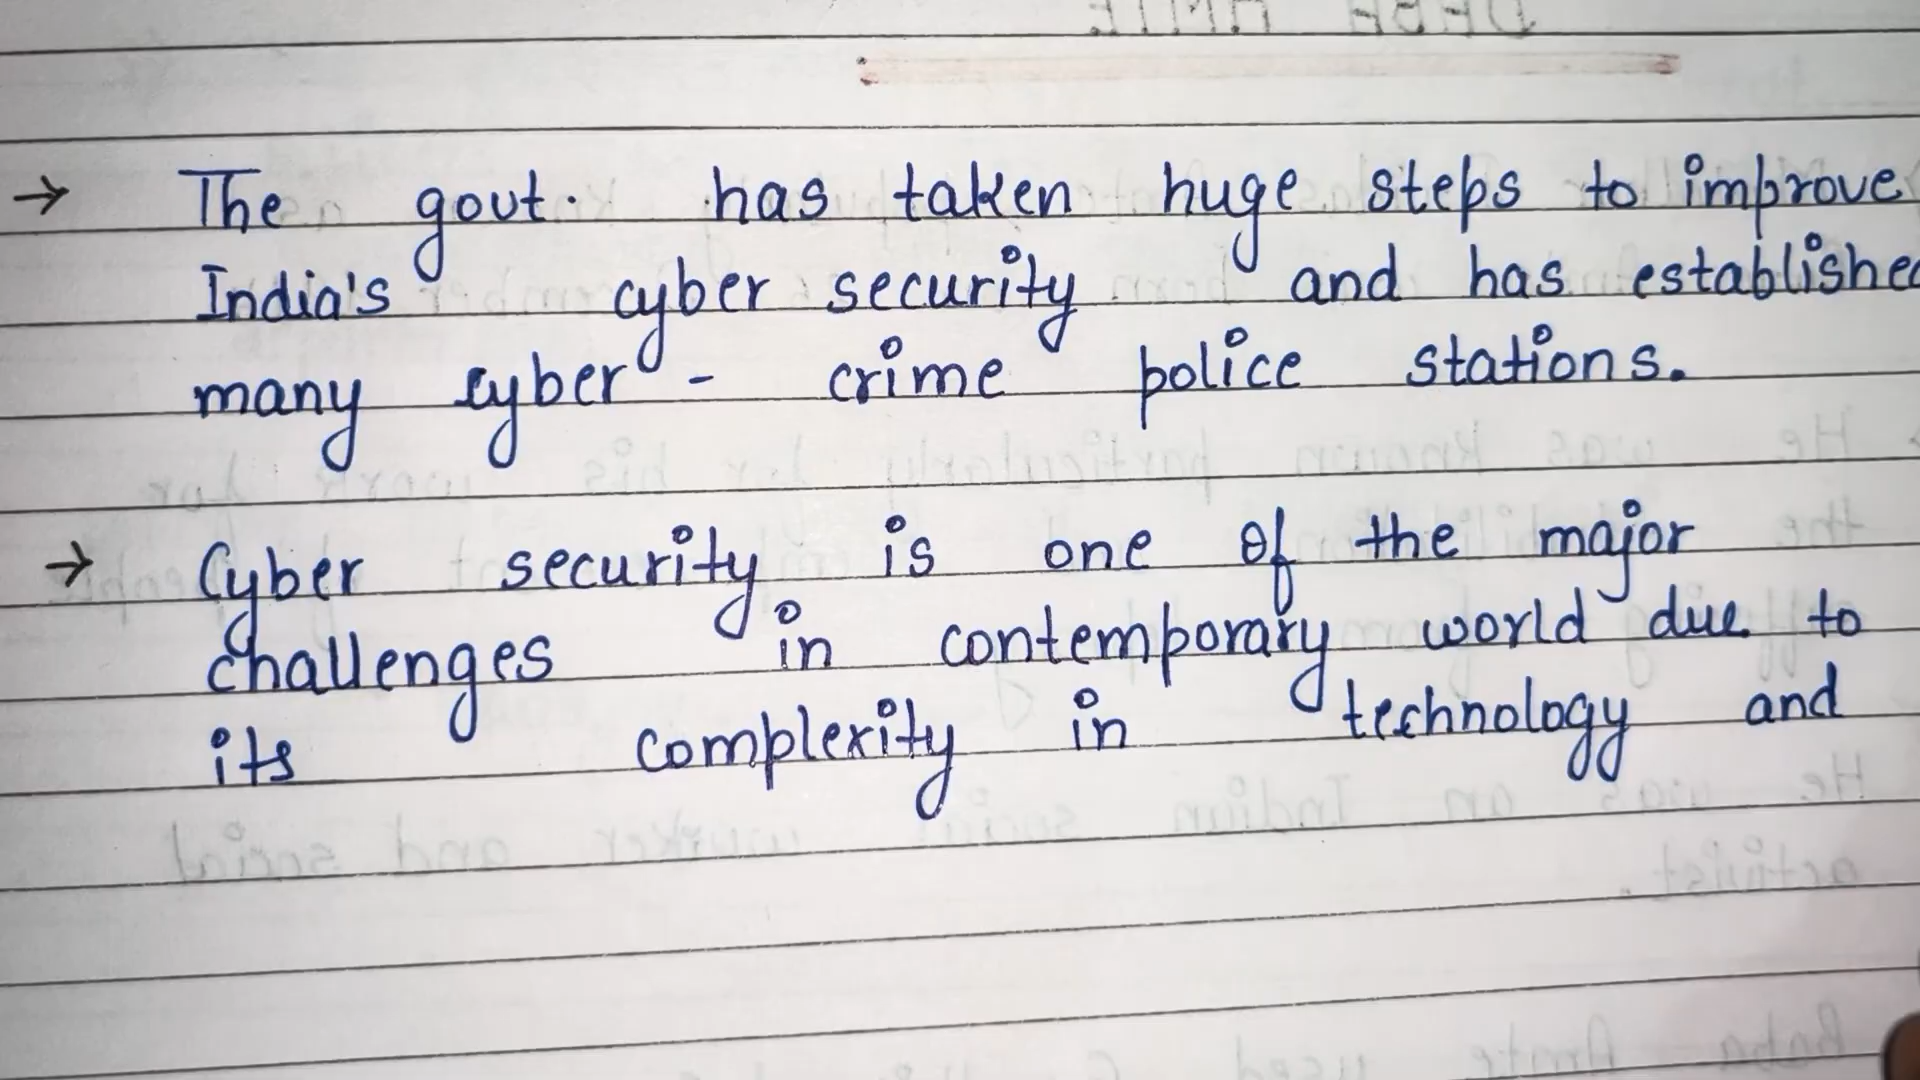 → The govt. has taken huge steps to improve
India's cyber security and has established
many cyber - crime police stations.
→ Cyber security is one of the major
challenges in contemporary world due to
its complexity in technology and